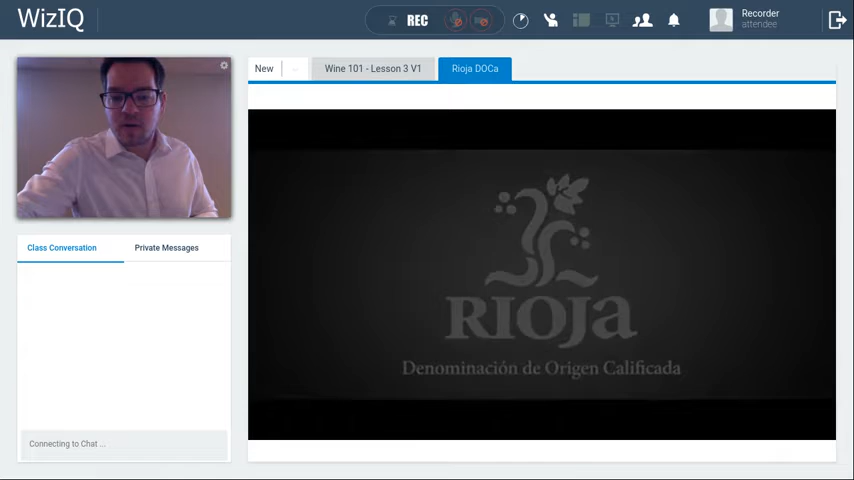 WizIQ
REC
Recorder
attendee
New
...
Wine 101 - Lesson 3 V1
Rioja DOCa
RIOJa
Denominación de Origen Calificada
Class Conversation
Private Messages
Connecting to Chat ...